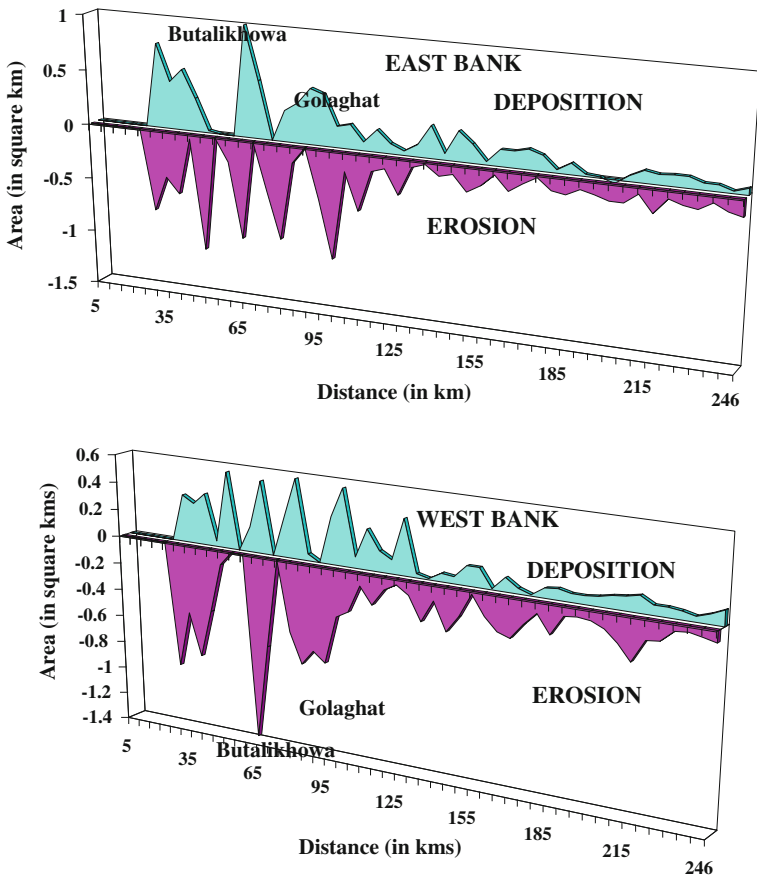 1
Butalikhowa
EAST BANK
0.5
Golaghat
DEPOSITION
0
-0.5
EROSION
-1
-1.5
Area (in square km)
5
35
65
95
125
155
185
215
246
Distance (in km)
0.6
0.4
0.2
WEST BANK
0
DEPOSITION
-0.2
-0.4
-0.6
-0.8
-1
EROSION
-1.2
Golaghat
-1.4
Area (in square kms)
Butalikhowa
5
35
65
95
125
155
185
215
246
Distance (in kms)